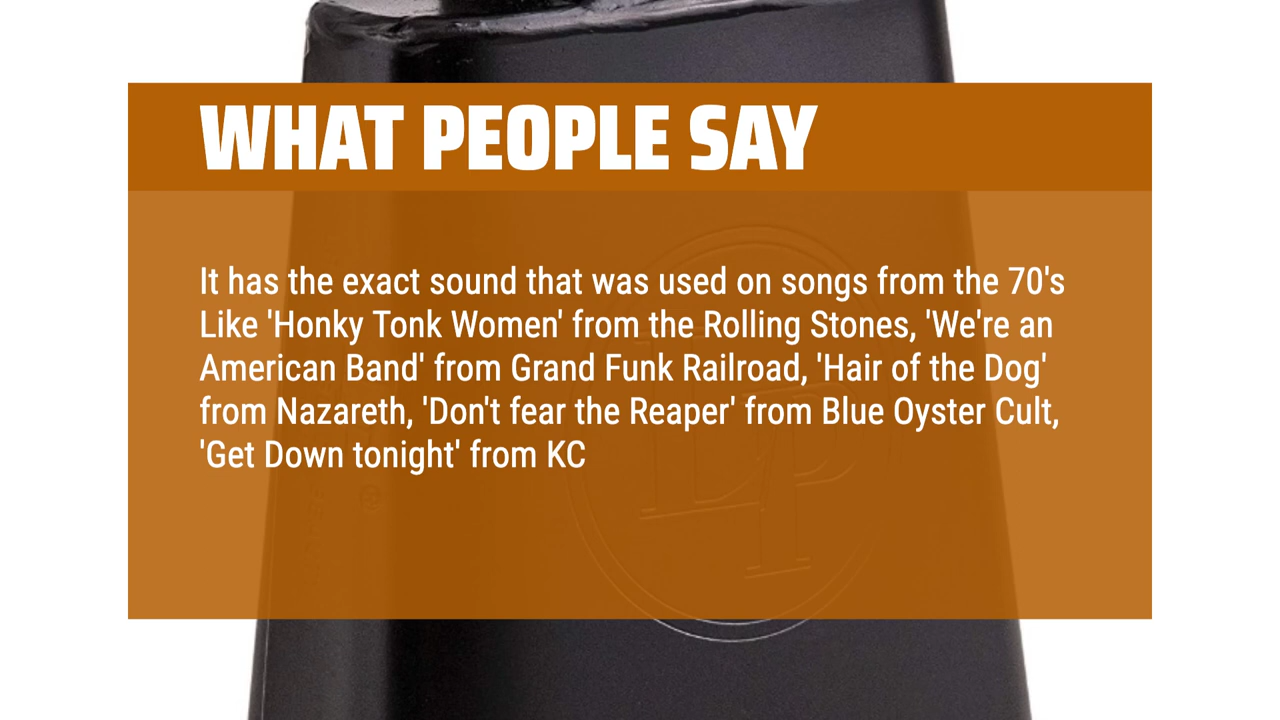 WHAT PEOPLE SAY
It has the exact sound that was used on songs from the 70's
Like 'Honky Tonk Women' from the Rolling Stones, 'We're an
American Band' from Grand Funk Railroad, 'Hair of the Dog'
from Nazareth, 'Don't fear the Reaper' from Blue Oyster Cult,
'Get Down tonight' from KC
LP